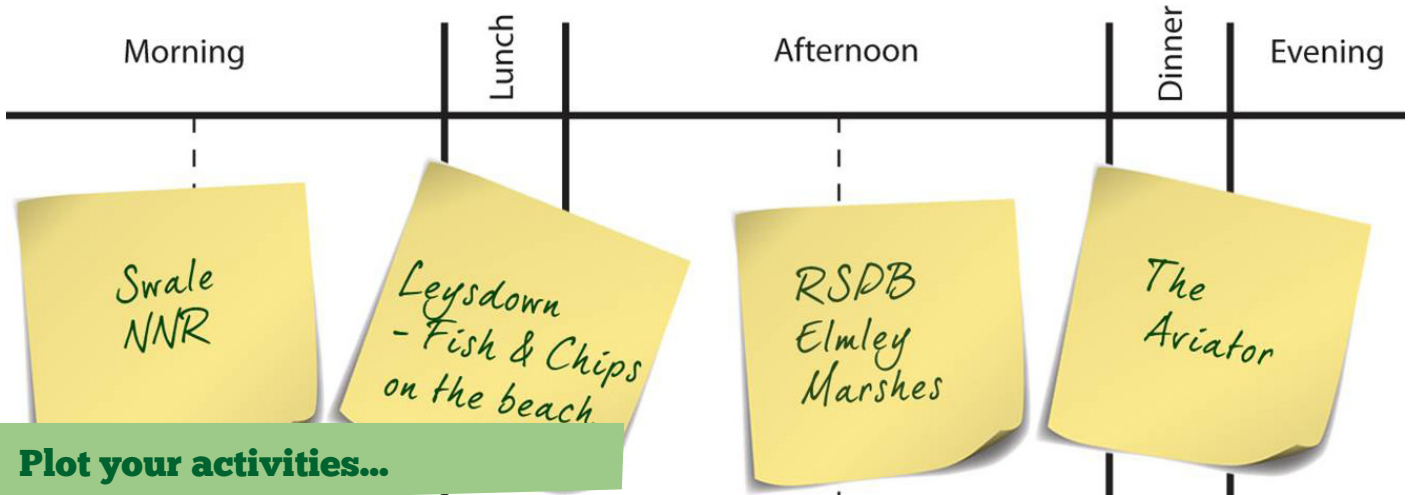 Morning
Lunch
Afternoon
Dinner
Evening
Swale
NNR
Leysdown
- Fish & Chips
on the beach
RSPB
Elmley
Marshes
The
Aviator
Plot your activities...